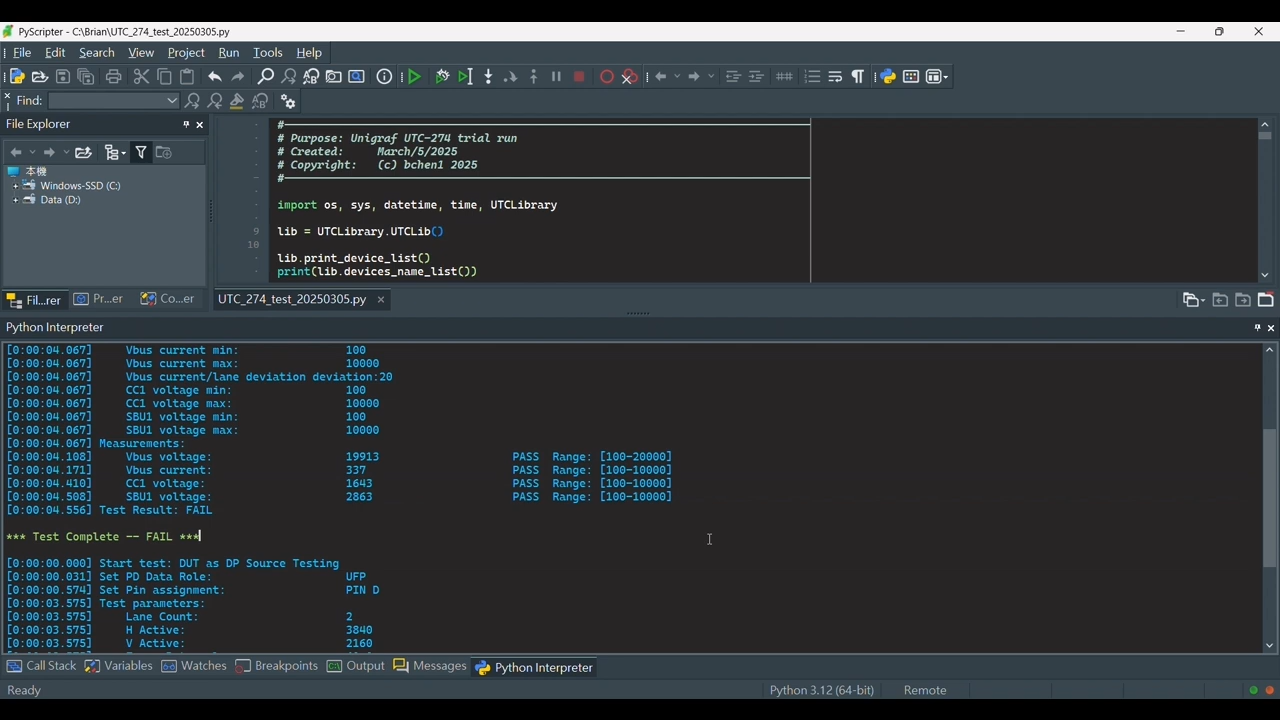 PyScripter - C:\Brian\UTC_274_test_20250305.py
File Edit Search View Project Run Tools Help
Find:
File Explorer
本機
Windows-SSD (C:)
Data (D:)
Fil...rer Pr...er Co...er
#
# Purpose: Unigraf UTC-274 trial run
# Created: March/5/2025
# Copyright: (c) bchen1 2025
#
import os, sys, datetime, time, UTCLibrary
9 lib = UTCLibrary.UTCLib()
10
lib.print_device_list()
print(lib.devices_name_list())
UTC_274_test_20250305.py
Python Interpreter
[0:00:04.067] Vbus current min: 100
[0:00:04.067] Vbus current max: 10000
[0:00:04.067] Vbus current/lane deviation deviation:20
[0:00:04.067] CC1 voltage min: 100
[0:00:04.067] CC1 voltage max: 10000
[0:00:04.067] SBU1 voltage min: 100
[0:00:04.067] SBU1 voltage max: 10000
[0:00:04.067] Measurements:
[0:00:04.108] Vbus voltage: 19913 PASS Range: [100-20000]
[0:00:04.171] Vbus current: 337 PASS Range: [100-10000]
[0:00:04.410] CC1 voltage: 1643 PASS Range: [100-10000]
[0:00:04.508] SBU1 voltage: 2863 PASS Range: [100-10000]
[0:00:04.556] Test Result: FAIL
*** Test Complete -- FAIL ***
[0:00:00.000] Start test: DUT as DP Source Testing
[0:00:00.031] Set PD Data Role: UFP
[0:00:00.574] Set Pin assignment: PIN D
[0:00:03.575] Test parameters:
[0:00:03.575] Lane Count: 2
[0:00:03.575] H Active: 3840
[0:00:03.575] V Active: 2160
Call Stack Variables Watches Breakpoints Output Messages Python Interpreter
Ready Python 3.12 (64-bit) Remote